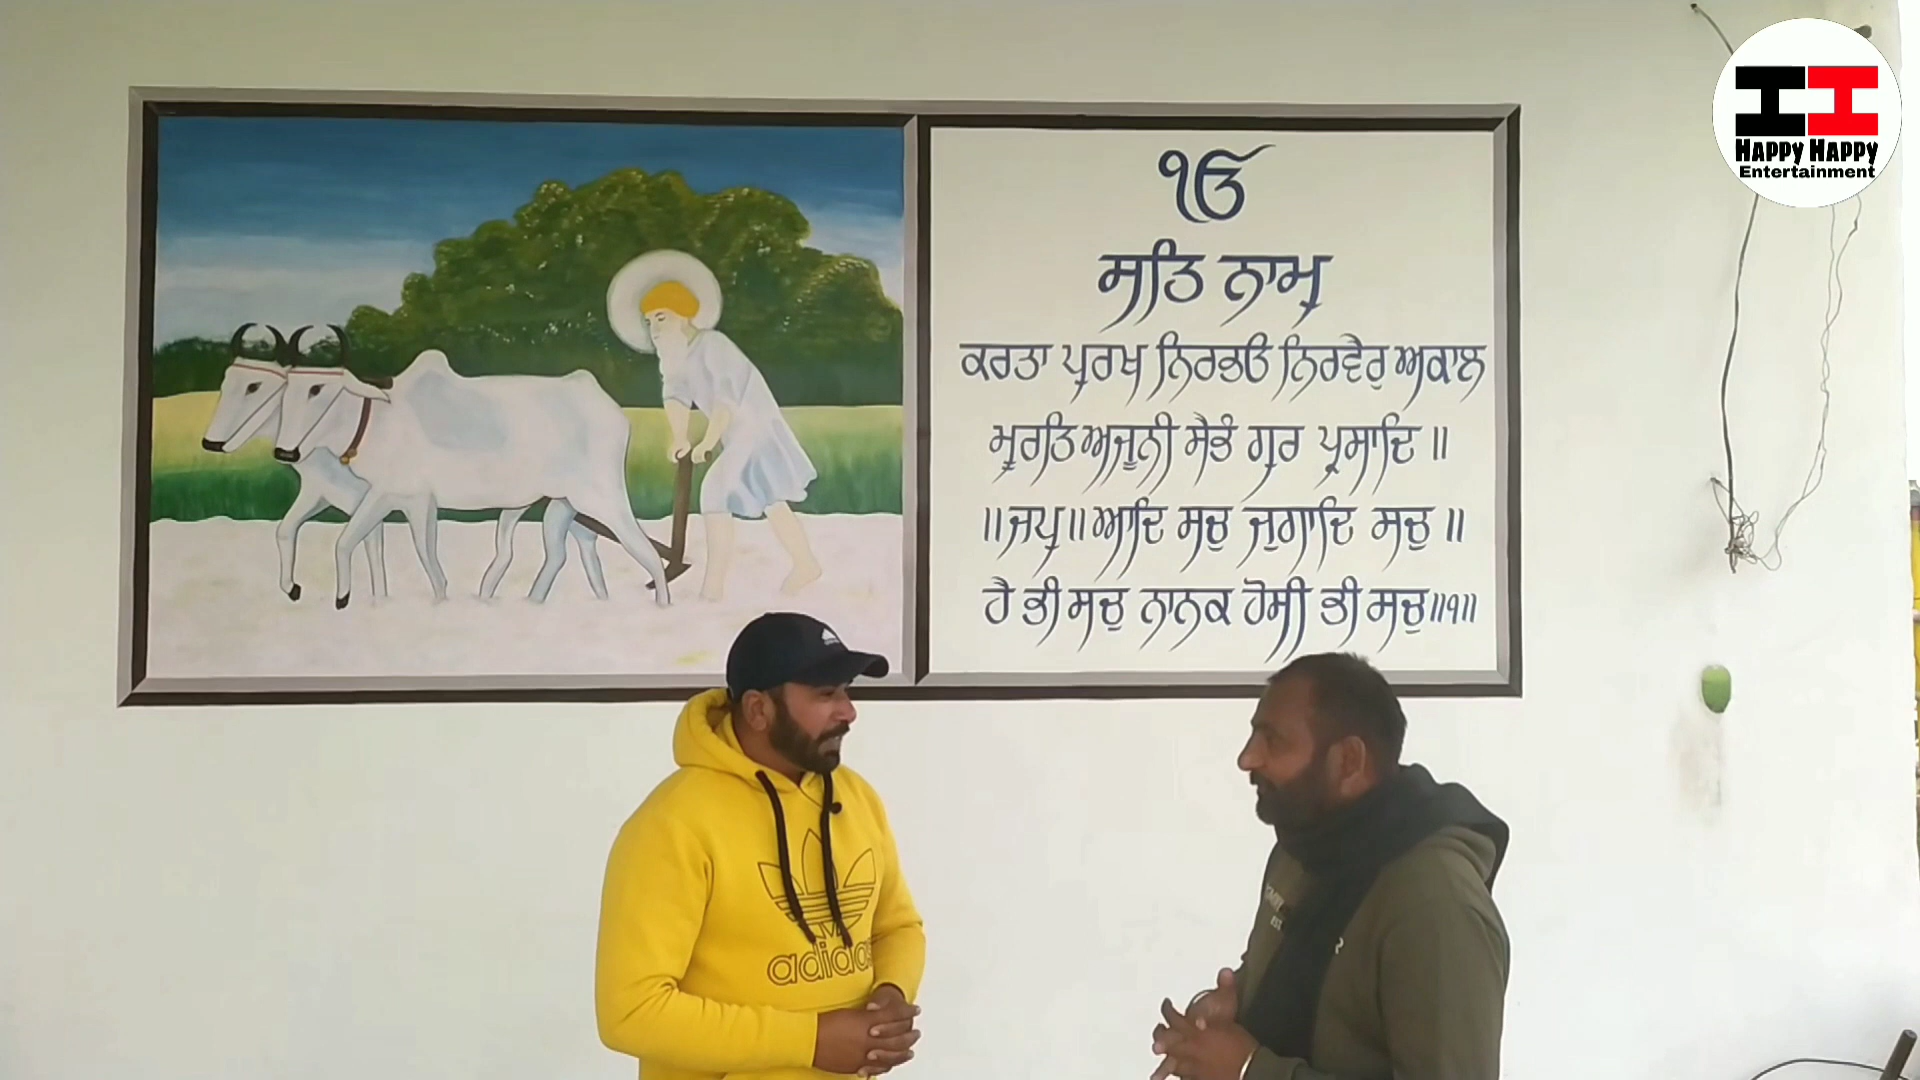 ੴ
ਸਤਿ ਨਾਮੁ
ਕਰਤਾ ਪੁਰਖ ਨਿਰਭਉ ਨਿਰਵੈਰੁ ਅਕਾਲ
ਮੂਰਤਿ ਅਜੂਨੀ ਸੈਭੰ ਗੁਰ ਪ੍ਰਸਾਦਿ ॥
॥ਜਪੁ॥ ਆਦਿ ਸਚੁ ਜੁਗਾਦਿ ਸਚੁ ॥
ਹੈ ਭੀ ਸਚੁ ਨਾਨਕ ਹੋਸੀ ਭੀ ਸਚੁ॥੧॥
HAPPY HAPPY
Entertainment
adidas